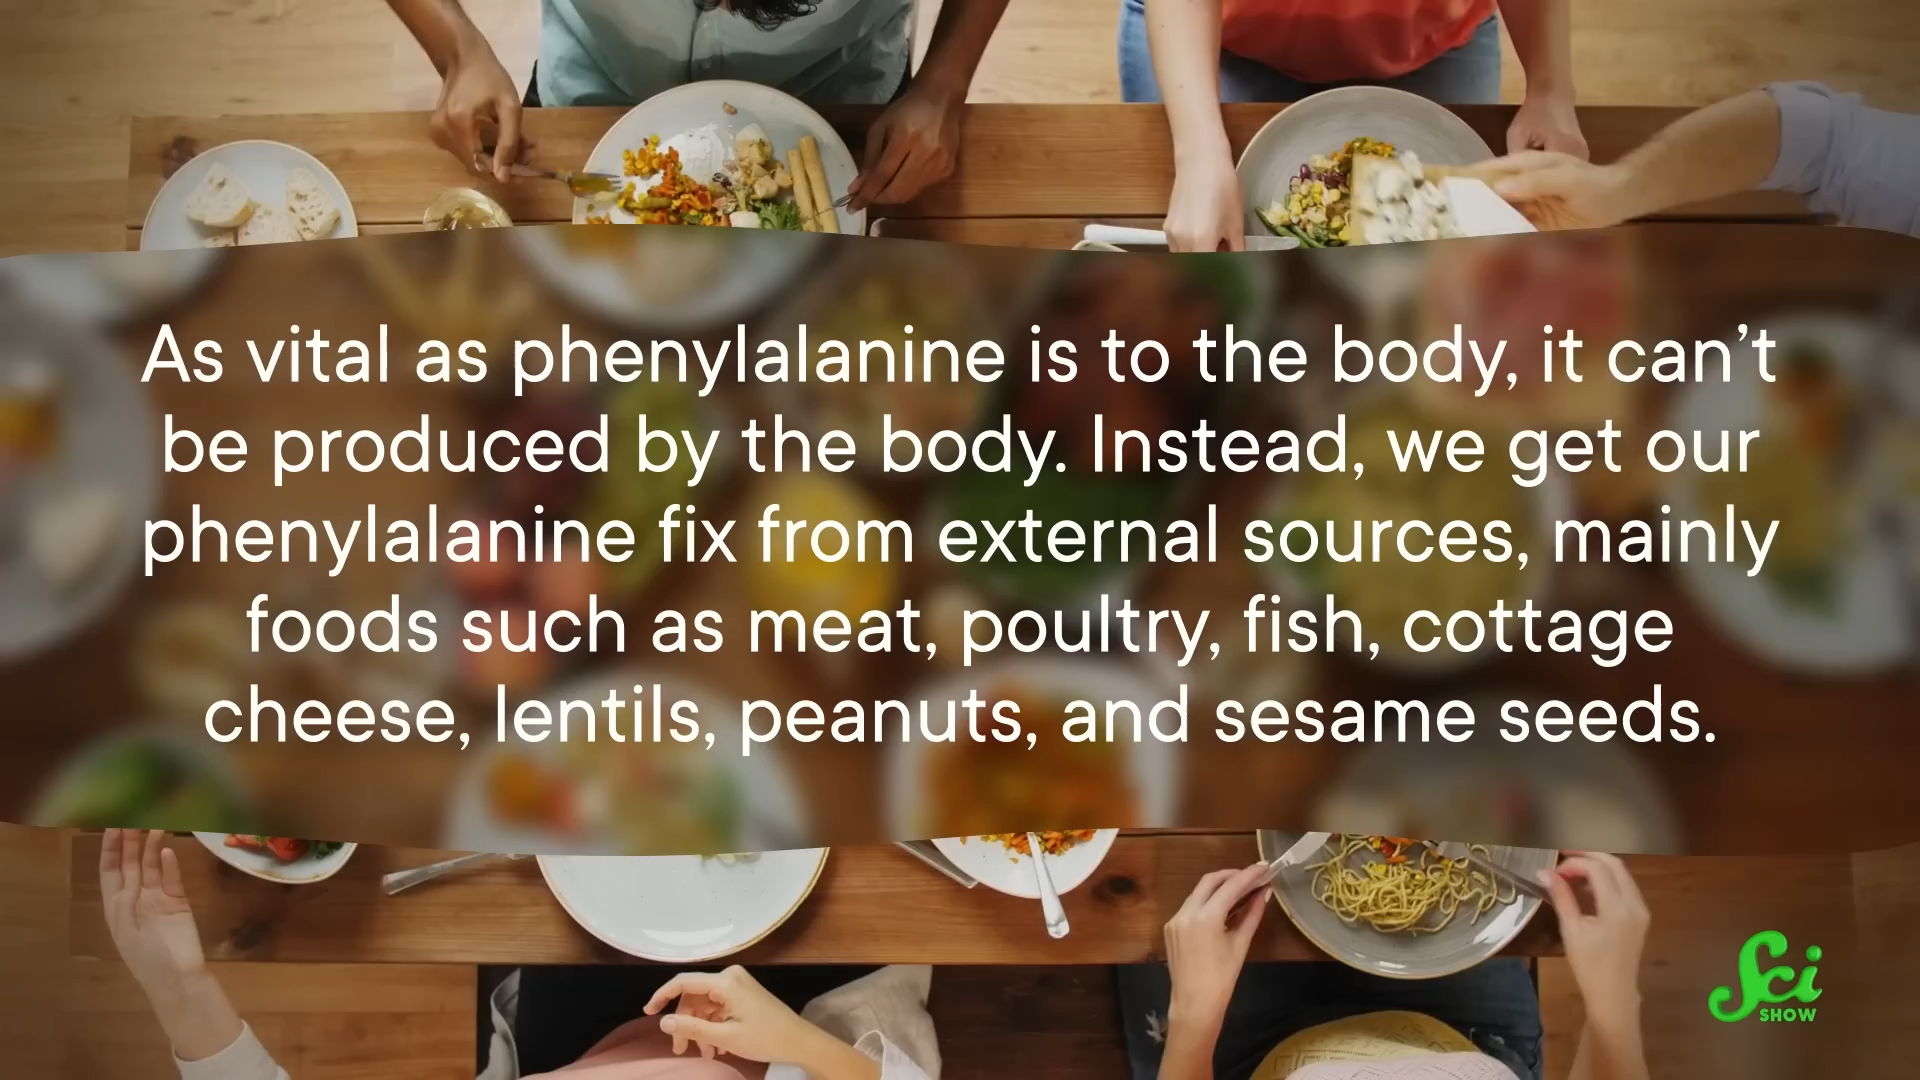 As vital as phenylalanine is to the body, it can’t
be produced by the body. Instead, we get our
phenylalanine fix from external sources, mainly
foods such as meat, poultry, fish, cottage
cheese, lentils, peanuts, and sesame seeds.
Sci
SHOW